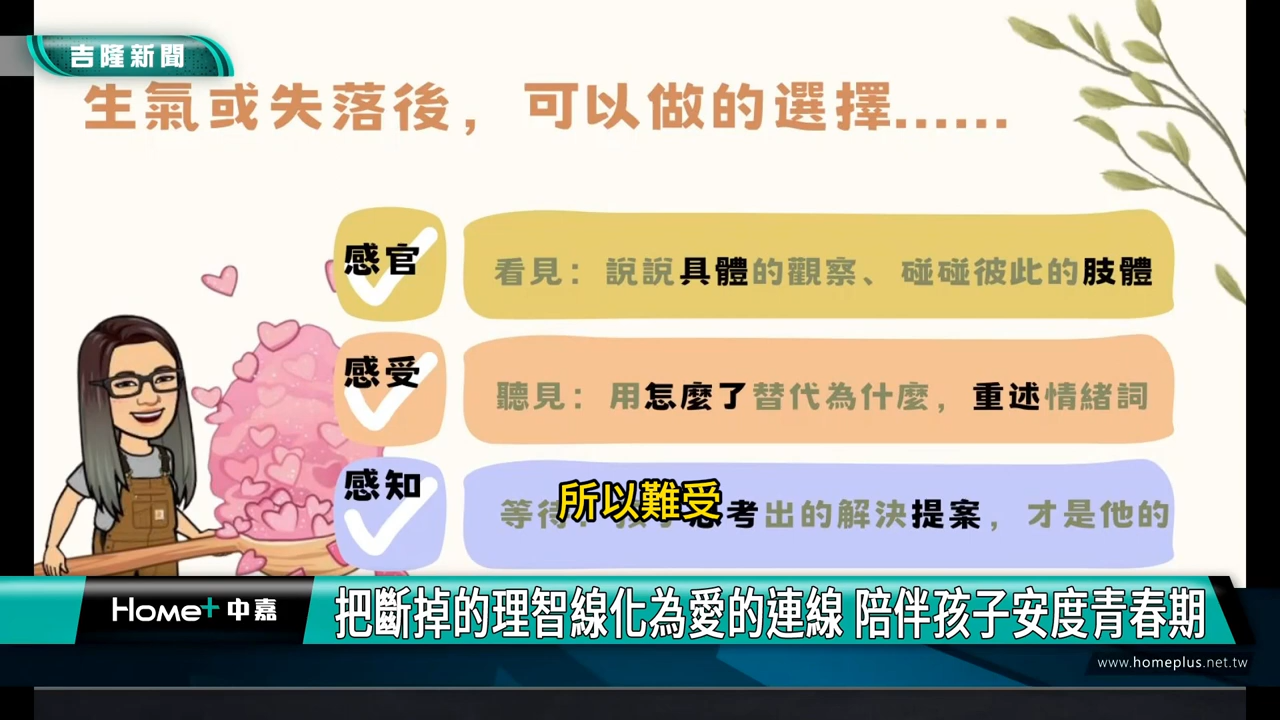 吉隆新聞
生氣或失落後，可以做的選擇......
感官
看見：說說具體的觀察、碰碰彼此的肢體
感受
聽見：用怎麼了替代為什麼，重述情緒詞
感知
等待：思考出的解決提案，才是他的
所以難受
Home+中嘉
把斷掉的理智線化為愛的連線 陪伴孩子安度青春期
www.homeplus.net.tw